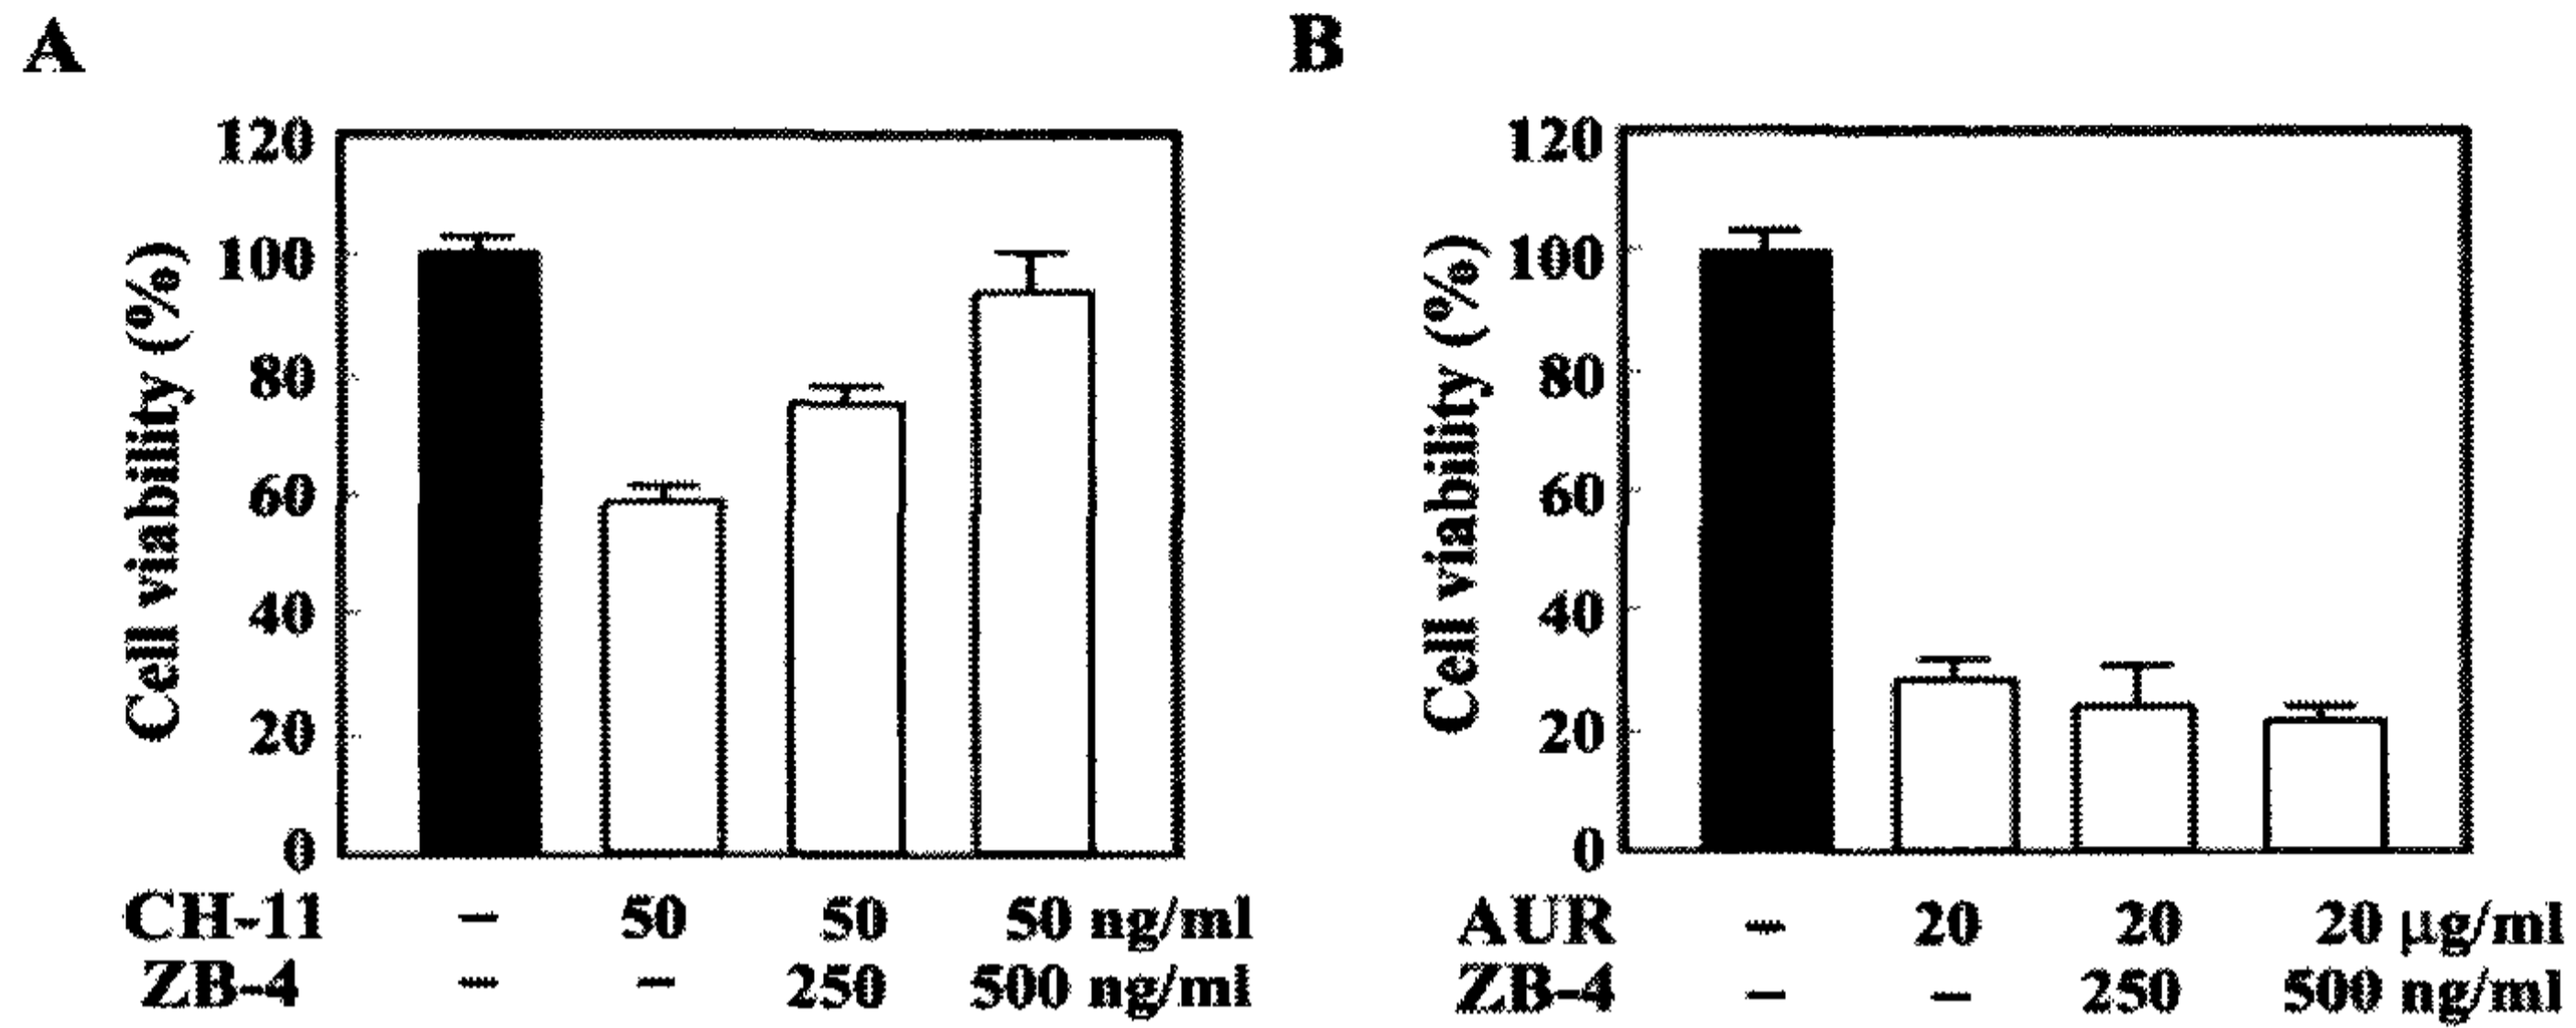 A
120
100
80
60
40
20
0
Cell viability (%)
CH-11 – 50 50 50 ng/ml
ZB-4 – – 250 500 ng/ml
B
120
100
80
60
40
20
0
Cell viability (%)
AUR – 20 20 20 μg/ml
ZB-4 – – 250 500 ng/ml